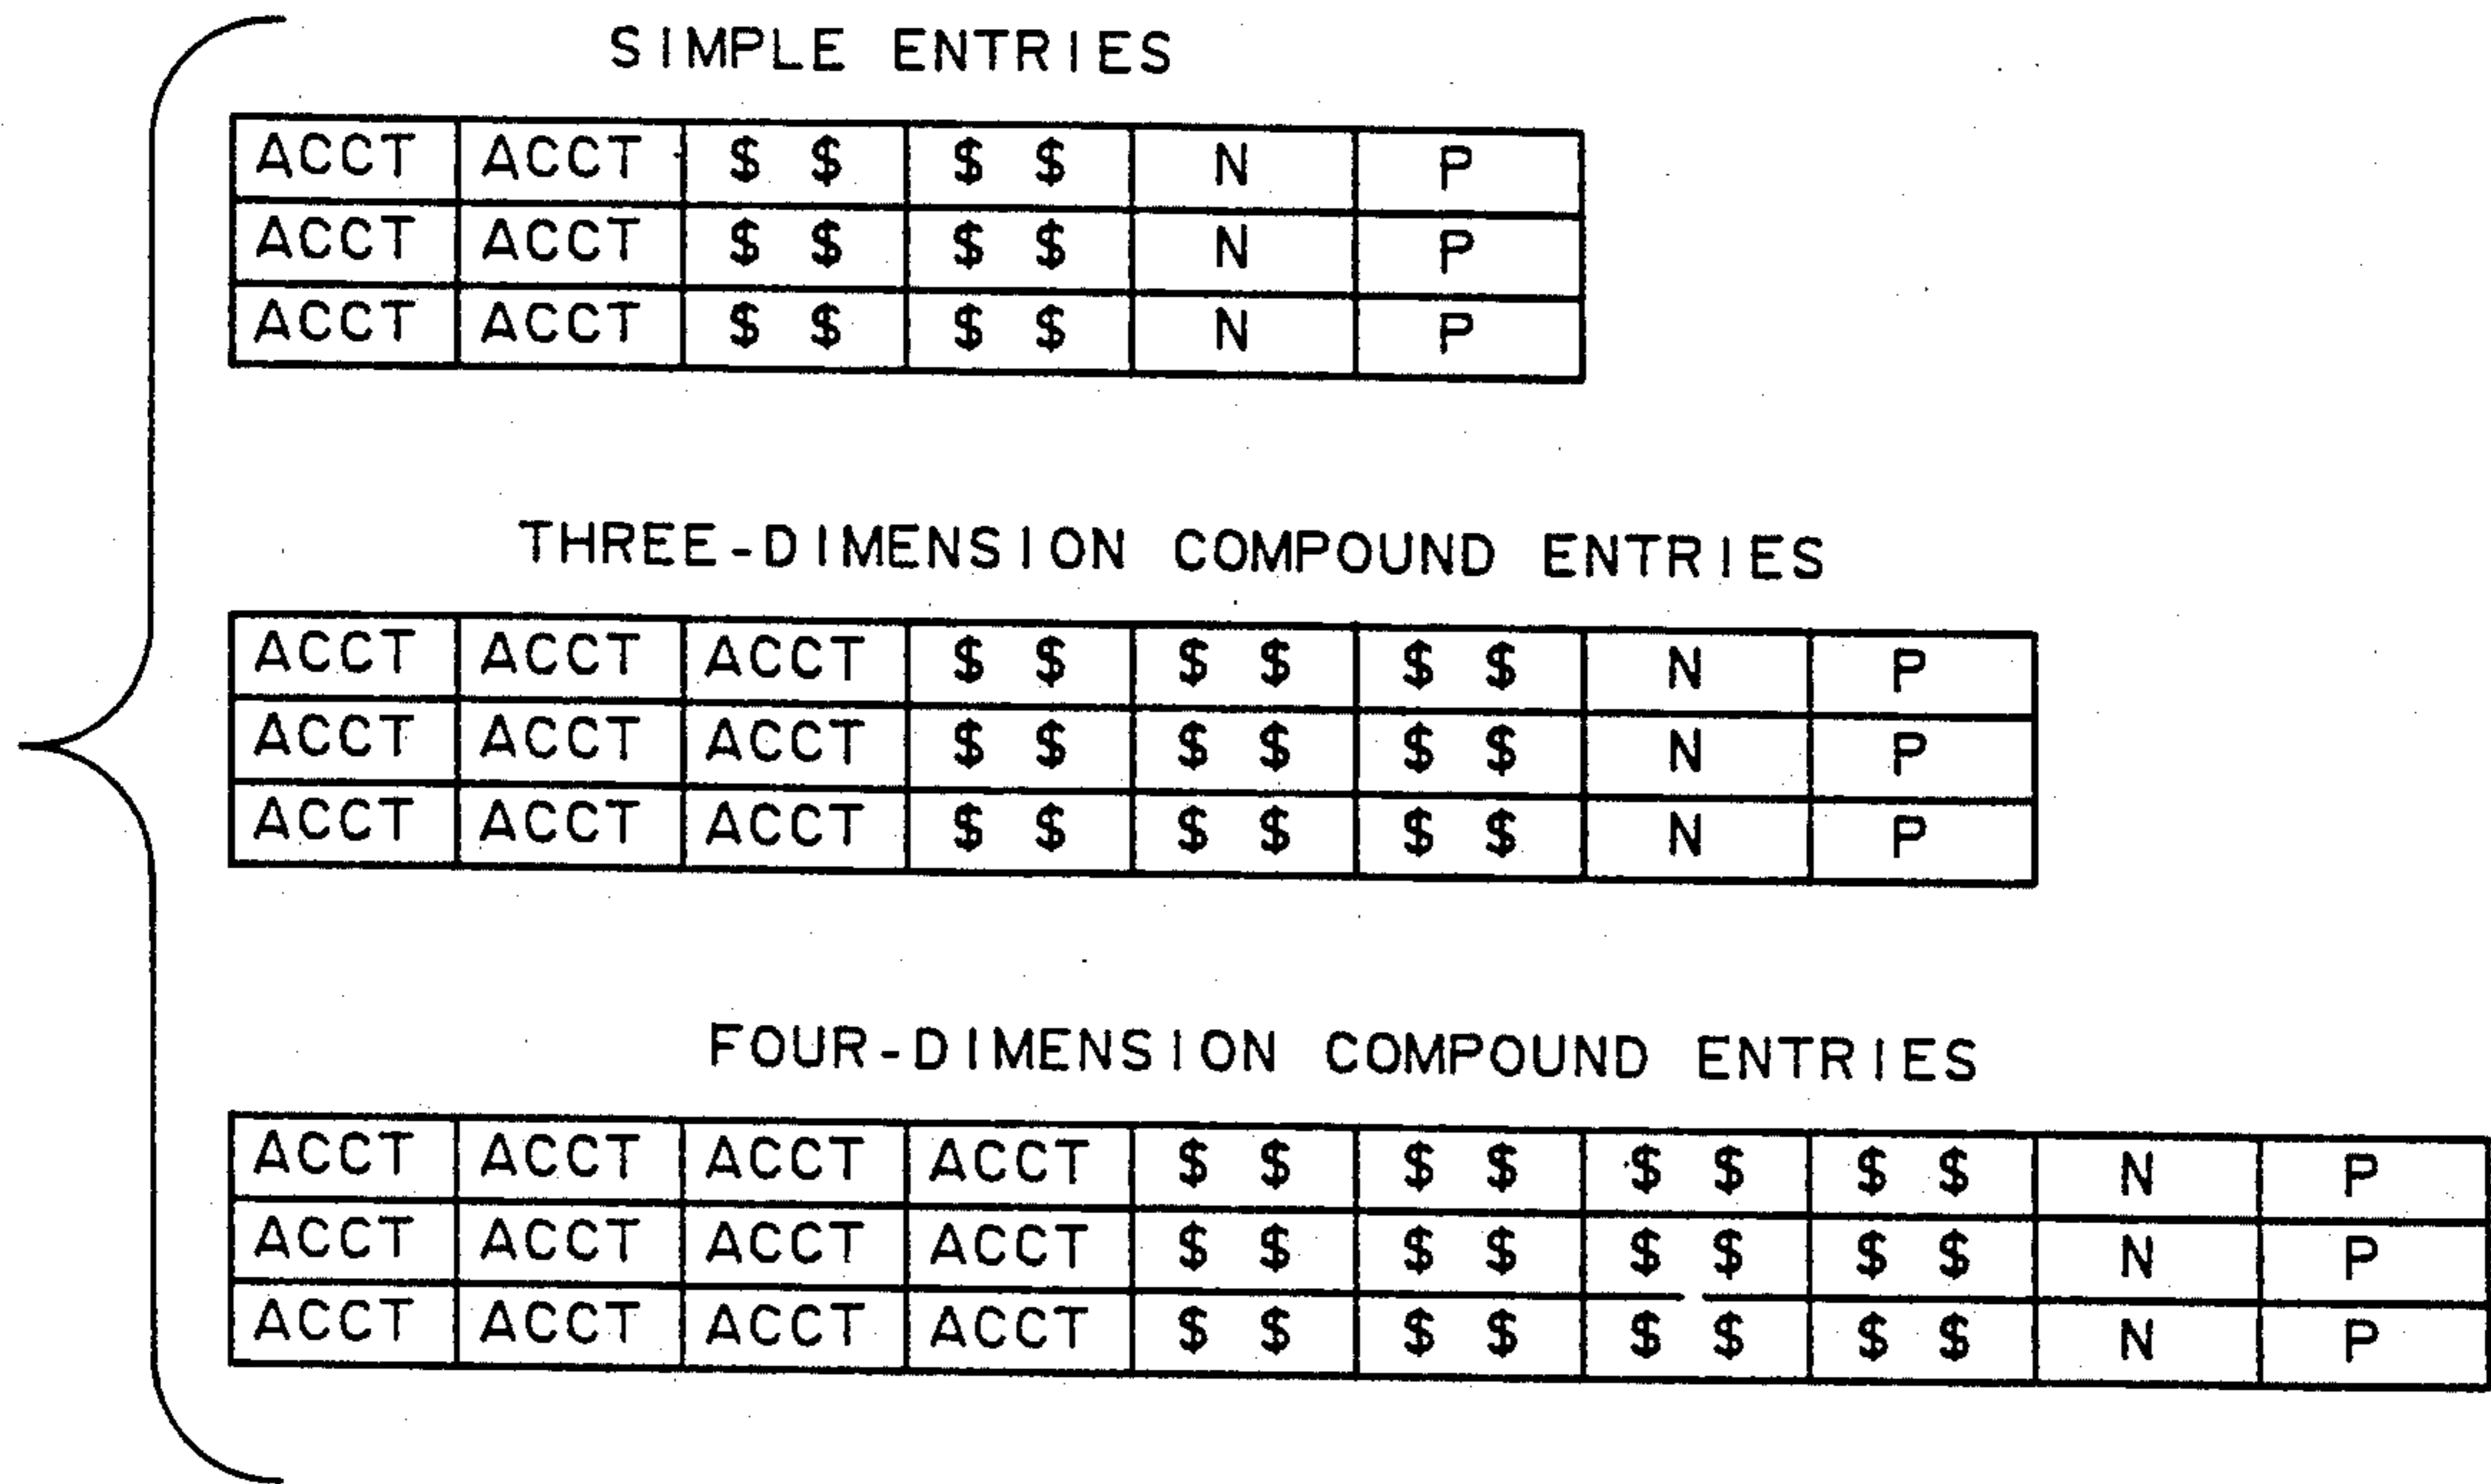 SIMPLE ENTRIES
ACCT ACCT $ $ $ $ N P
ACCT ACCT $ $ $ $ N P
ACCT ACCT $ $ $ $ N P
THREE-DIMENSION COMPOUND ENTRIES
ACCT ACCT ACCT $ $ $ $ $ $ N P
ACCT ACCT ACCT $ $ $ $ $ $ N P
ACCT ACCT ACCT $ $ $ $ $ $ N P
FOUR-DIMENSION COMPOUND ENTRIES
ACCT ACCT ACCT ACCT $ $ $ $ $ $ $ $ N P
ACCT ACCT ACCT ACCT $ $ $ $ $ $ $ $ N P
ACCT ACCT ACCT ACCT $ $ $ $ $ $ $ $ N P